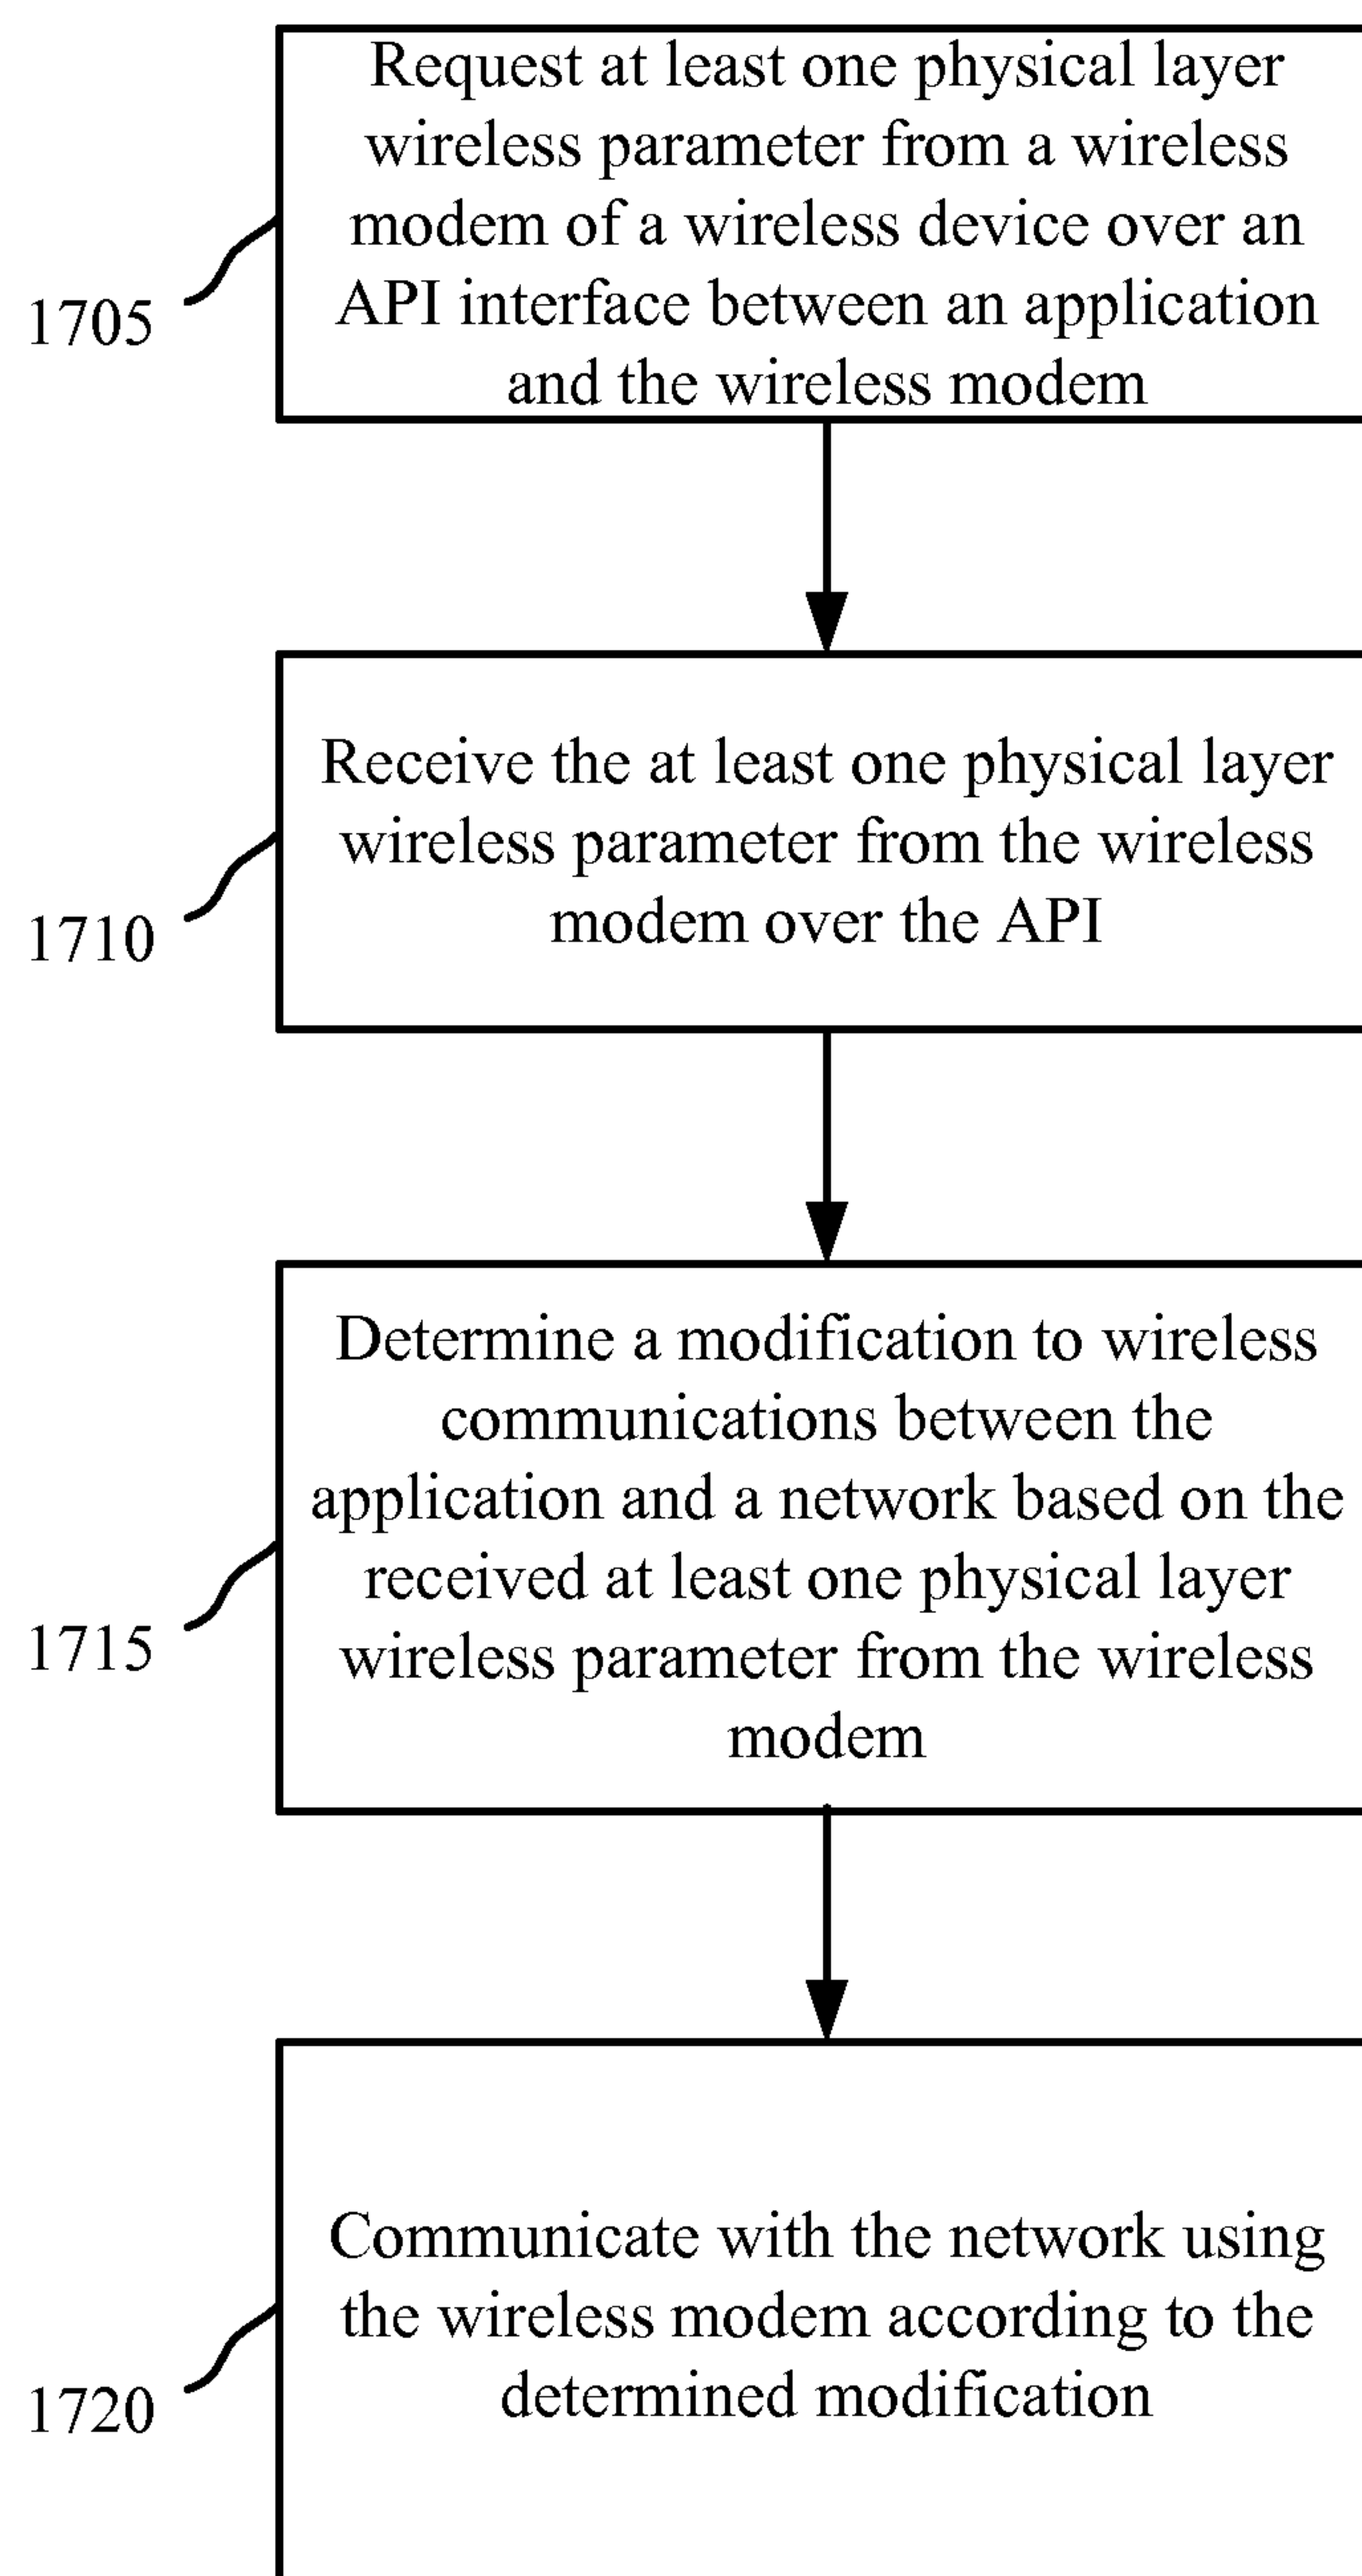 Request at least one physical layer
wireless parameter from a wireless
modem of a wireless device over an
API interface between an application
and the wireless modem
1705
Receive the at least one physical layer
wireless parameter from the wireless
modem over the API
1710
Determine a modification to wireless
communications between the
application and a network based on the
received at least one physical layer
wireless parameter from the wireless
modem
1715
Communicate with the network using
the wireless modem according to the
determined modification
1720